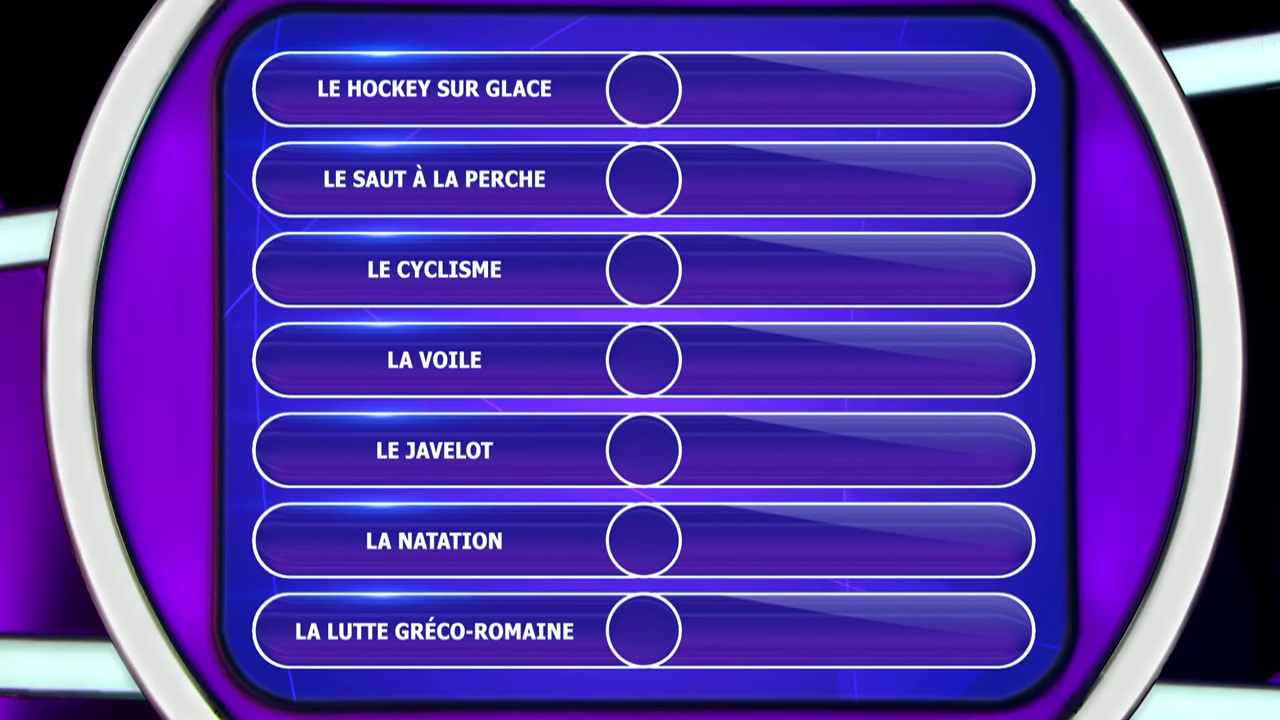 LE HOCKEY SUR GLACE
LE SAUT À LA PERCHE
LE CYCLISME
LA VOILE
LE JAVELOT
LA NATATION
LA LUTTE GRÉCO-ROMAINE